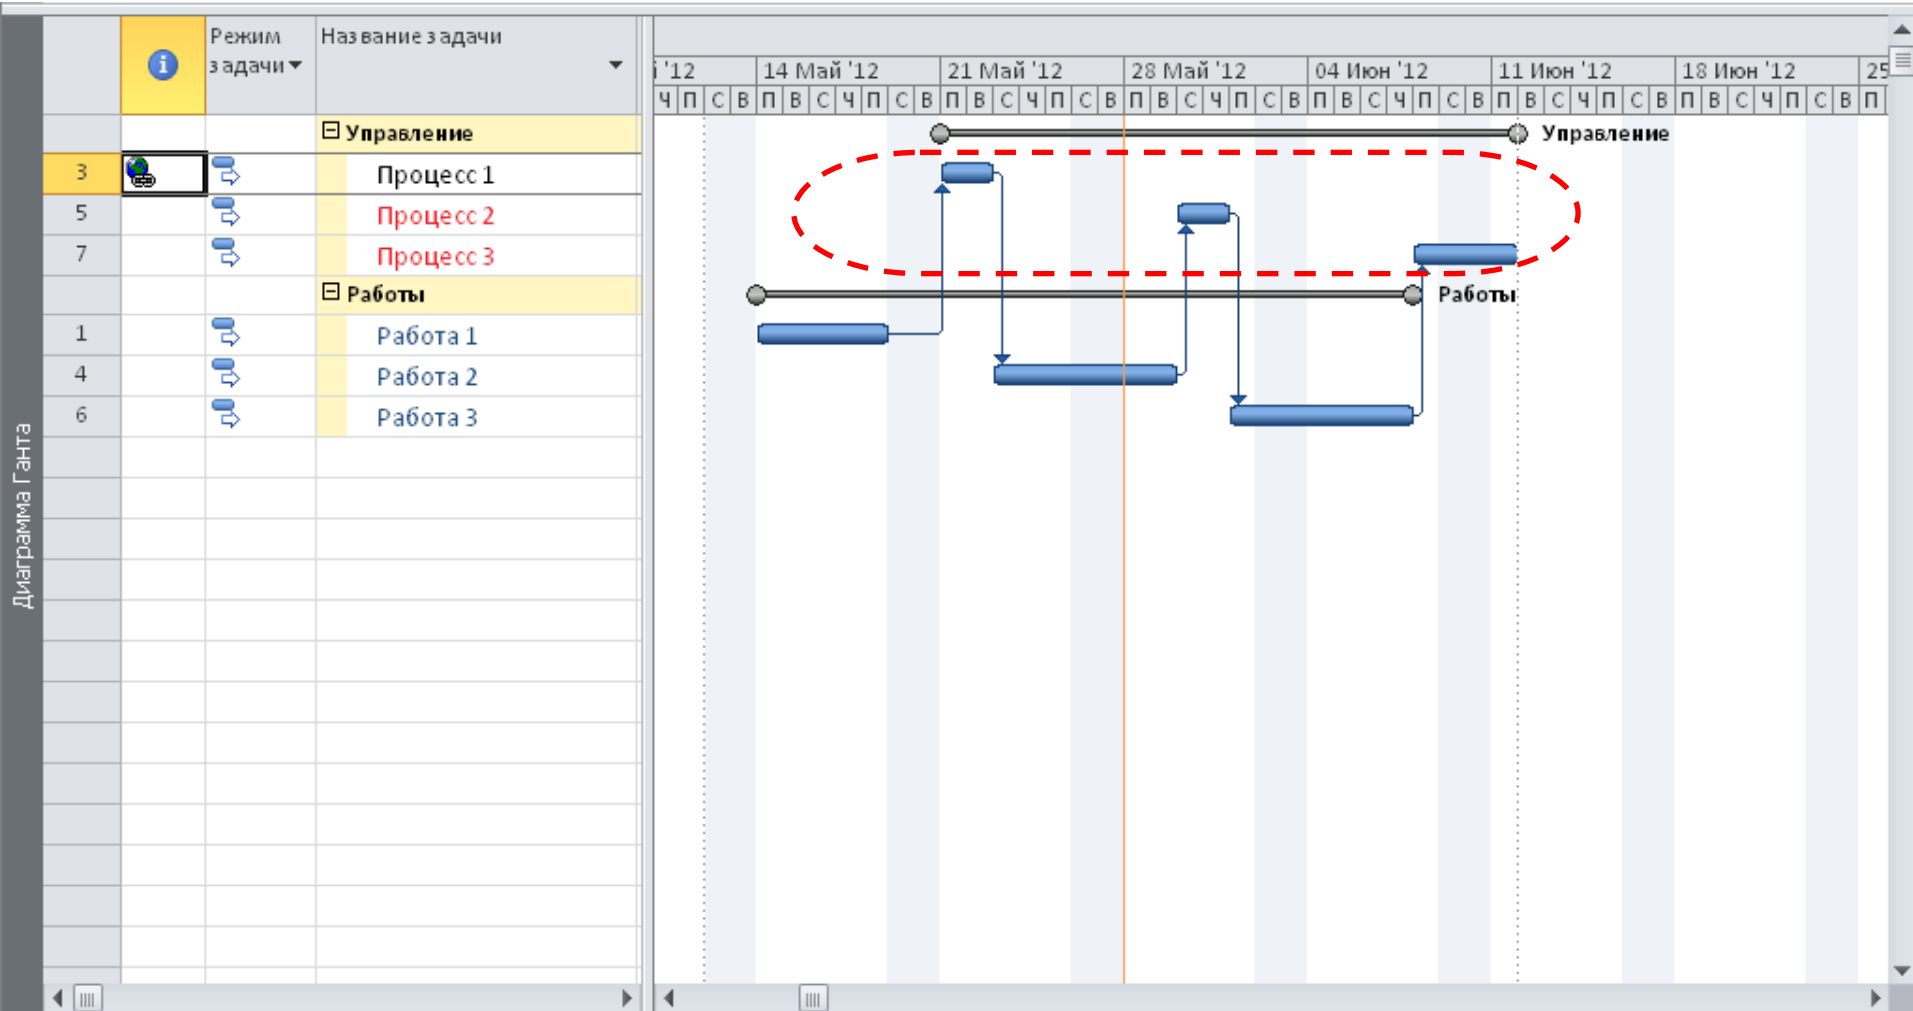 Режим
задачи
Название задачи
й '12
14 Май '12
21 Май '12
28 Май '12
04 Июн '12
11 Июн '12
18 Июн '12
25
Ч П С В П В С Ч П С В П В С Ч П С В П В С Ч П С В П В С Ч П С В П В С Ч П С В П В С Ч П С В П
Управление
Управление
3 Процесс 1
5 Процесс 2
7 Процесс 3
Работы
Работы
1 Работа 1
4 Работа 2
6 Работа 3
Диаграмма Ганта